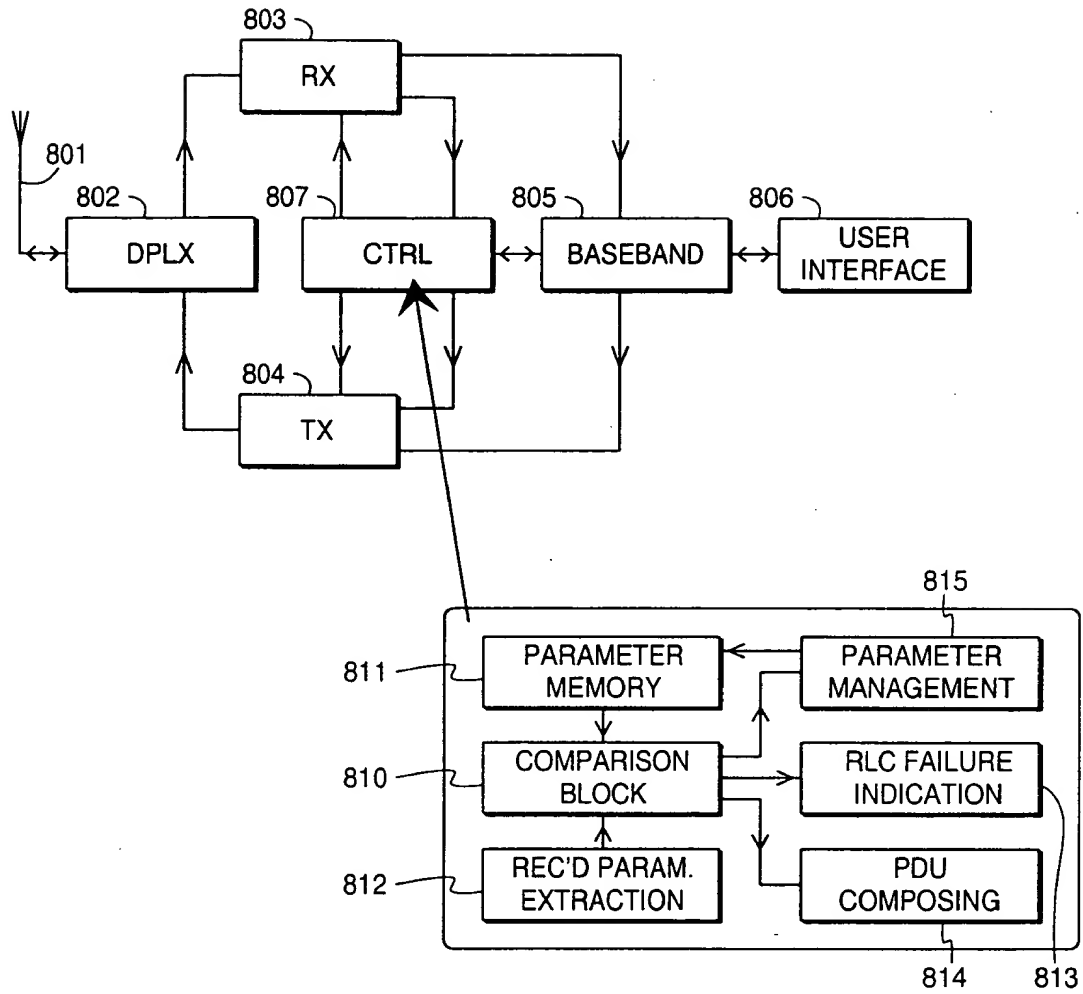 803
RX
801
802
DPLX
807
CTRL
805
BASEBAND
806
USER
INTERFACE
804
TX
815
811
PARAMETER
MEMORY
PARAMETER
MANAGEMENT
810
COMPARISON
BLOCK
RLC FAILURE
INDICATION
812
REC'D PARAM.
EXTRACTION
PDU
COMPOSING
814
813